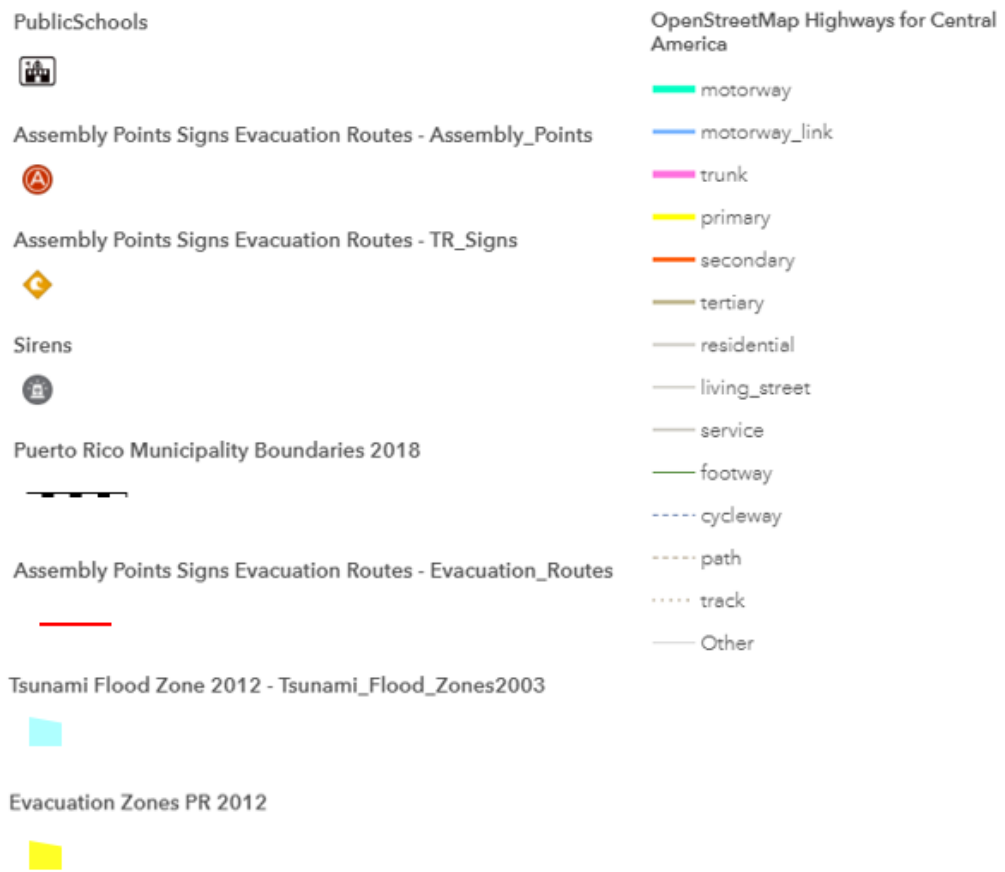 PublicSchools
Assembly Points Signs Evacuation Routes - Assembly_Points
A
Assembly Points Signs Evacuation Routes - TR_Signs
Sirens
Puerto Rico Municipality Boundaries 2018
Assembly Points Signs Evacuation Routes - Evacuation_Routes
Tsunami Flood Zone 2012 - Tsunami_Flood_Zones2003
Evacuation Zones PR 2012
OpenStreetMap Highways for Central
America
motorway
motorway_link
trunk
primary
secondary
tertiary
residential
living_street
service
footway
cycleway
path
track
Other